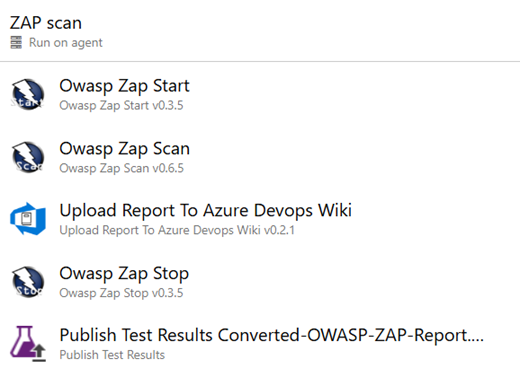 ZAP scan
Run on agent
Start
Owasp Zap Start
Owasp Zap Start v0.3.5
Scan
Owasp Zap Scan
Owasp Zap Scan v0.6.5
Upload Report To Azure Devops Wiki
Upload Report To Azure Devops Wiki v0.2.1
Stop
Owasp Zap Stop
Owasp Zap Stop v0.3.5
Publish Test Results Converted-OWASP-ZAP-Report....
Publish Test Results